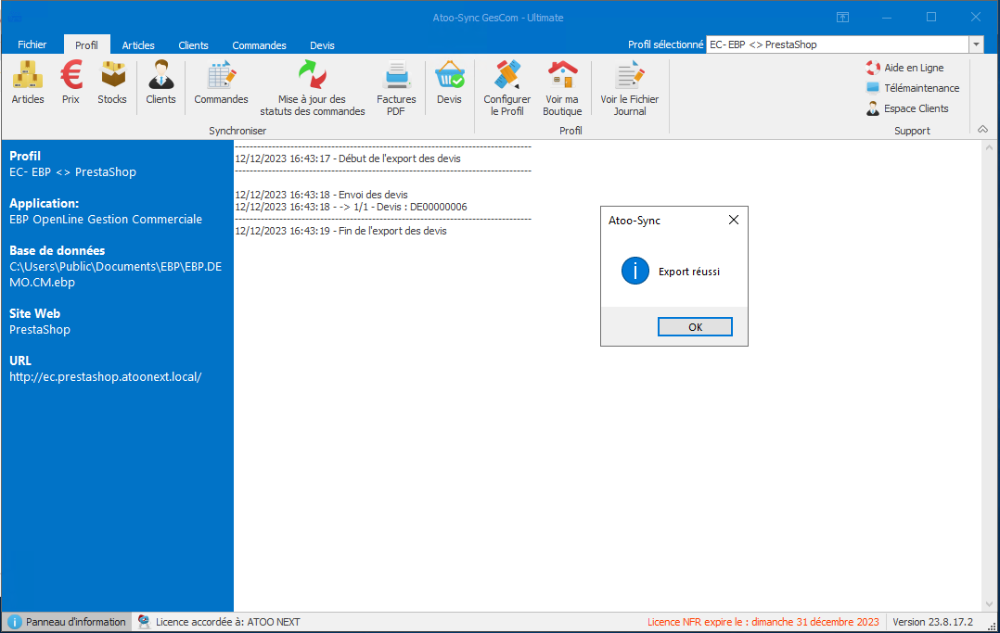 Atoo-Sync GesCom - Ultimate
Fichier Profil Articles Clients Commandes Devis Profil sélectionné EC- EBP <> PrestaShop
Articles Prix Stocks Clients Commandes Mise à jour des statuts des commandes Factures PDF Devis Configurer le Profil Voir ma Boutique Voir le Fichier Journal
Aide en Ligne
Télémaintenance
Espace Clients
Synchroniser Profil Support
Profil
EC- EBP <> PrestaShop
Application:
EBP OpenLine Gestion Commerciale
Base de données
C:\Users\Public\Documents\EBP\EBP.DE
MO.CM.ebp
Site Web
PrestaShop
URL
http://ec.prestashop.atoonext.local/
12/12/2023 16:43:17 - Début de l'export des devis
12/12/2023 16:43:18 - Envoi des devis
12/12/2023 16:43:18 - --> 1/1 - Devis : DE00000006
12/12/2023 16:43:19 - Fin de l'export des devis
Atoo-Sync
Export réussi
OK
Panneau d'information Licence accordée à: ATOO NEXT Licence NFR expire le : dimanche 31 décembre 2023 Version 23.8.17.2